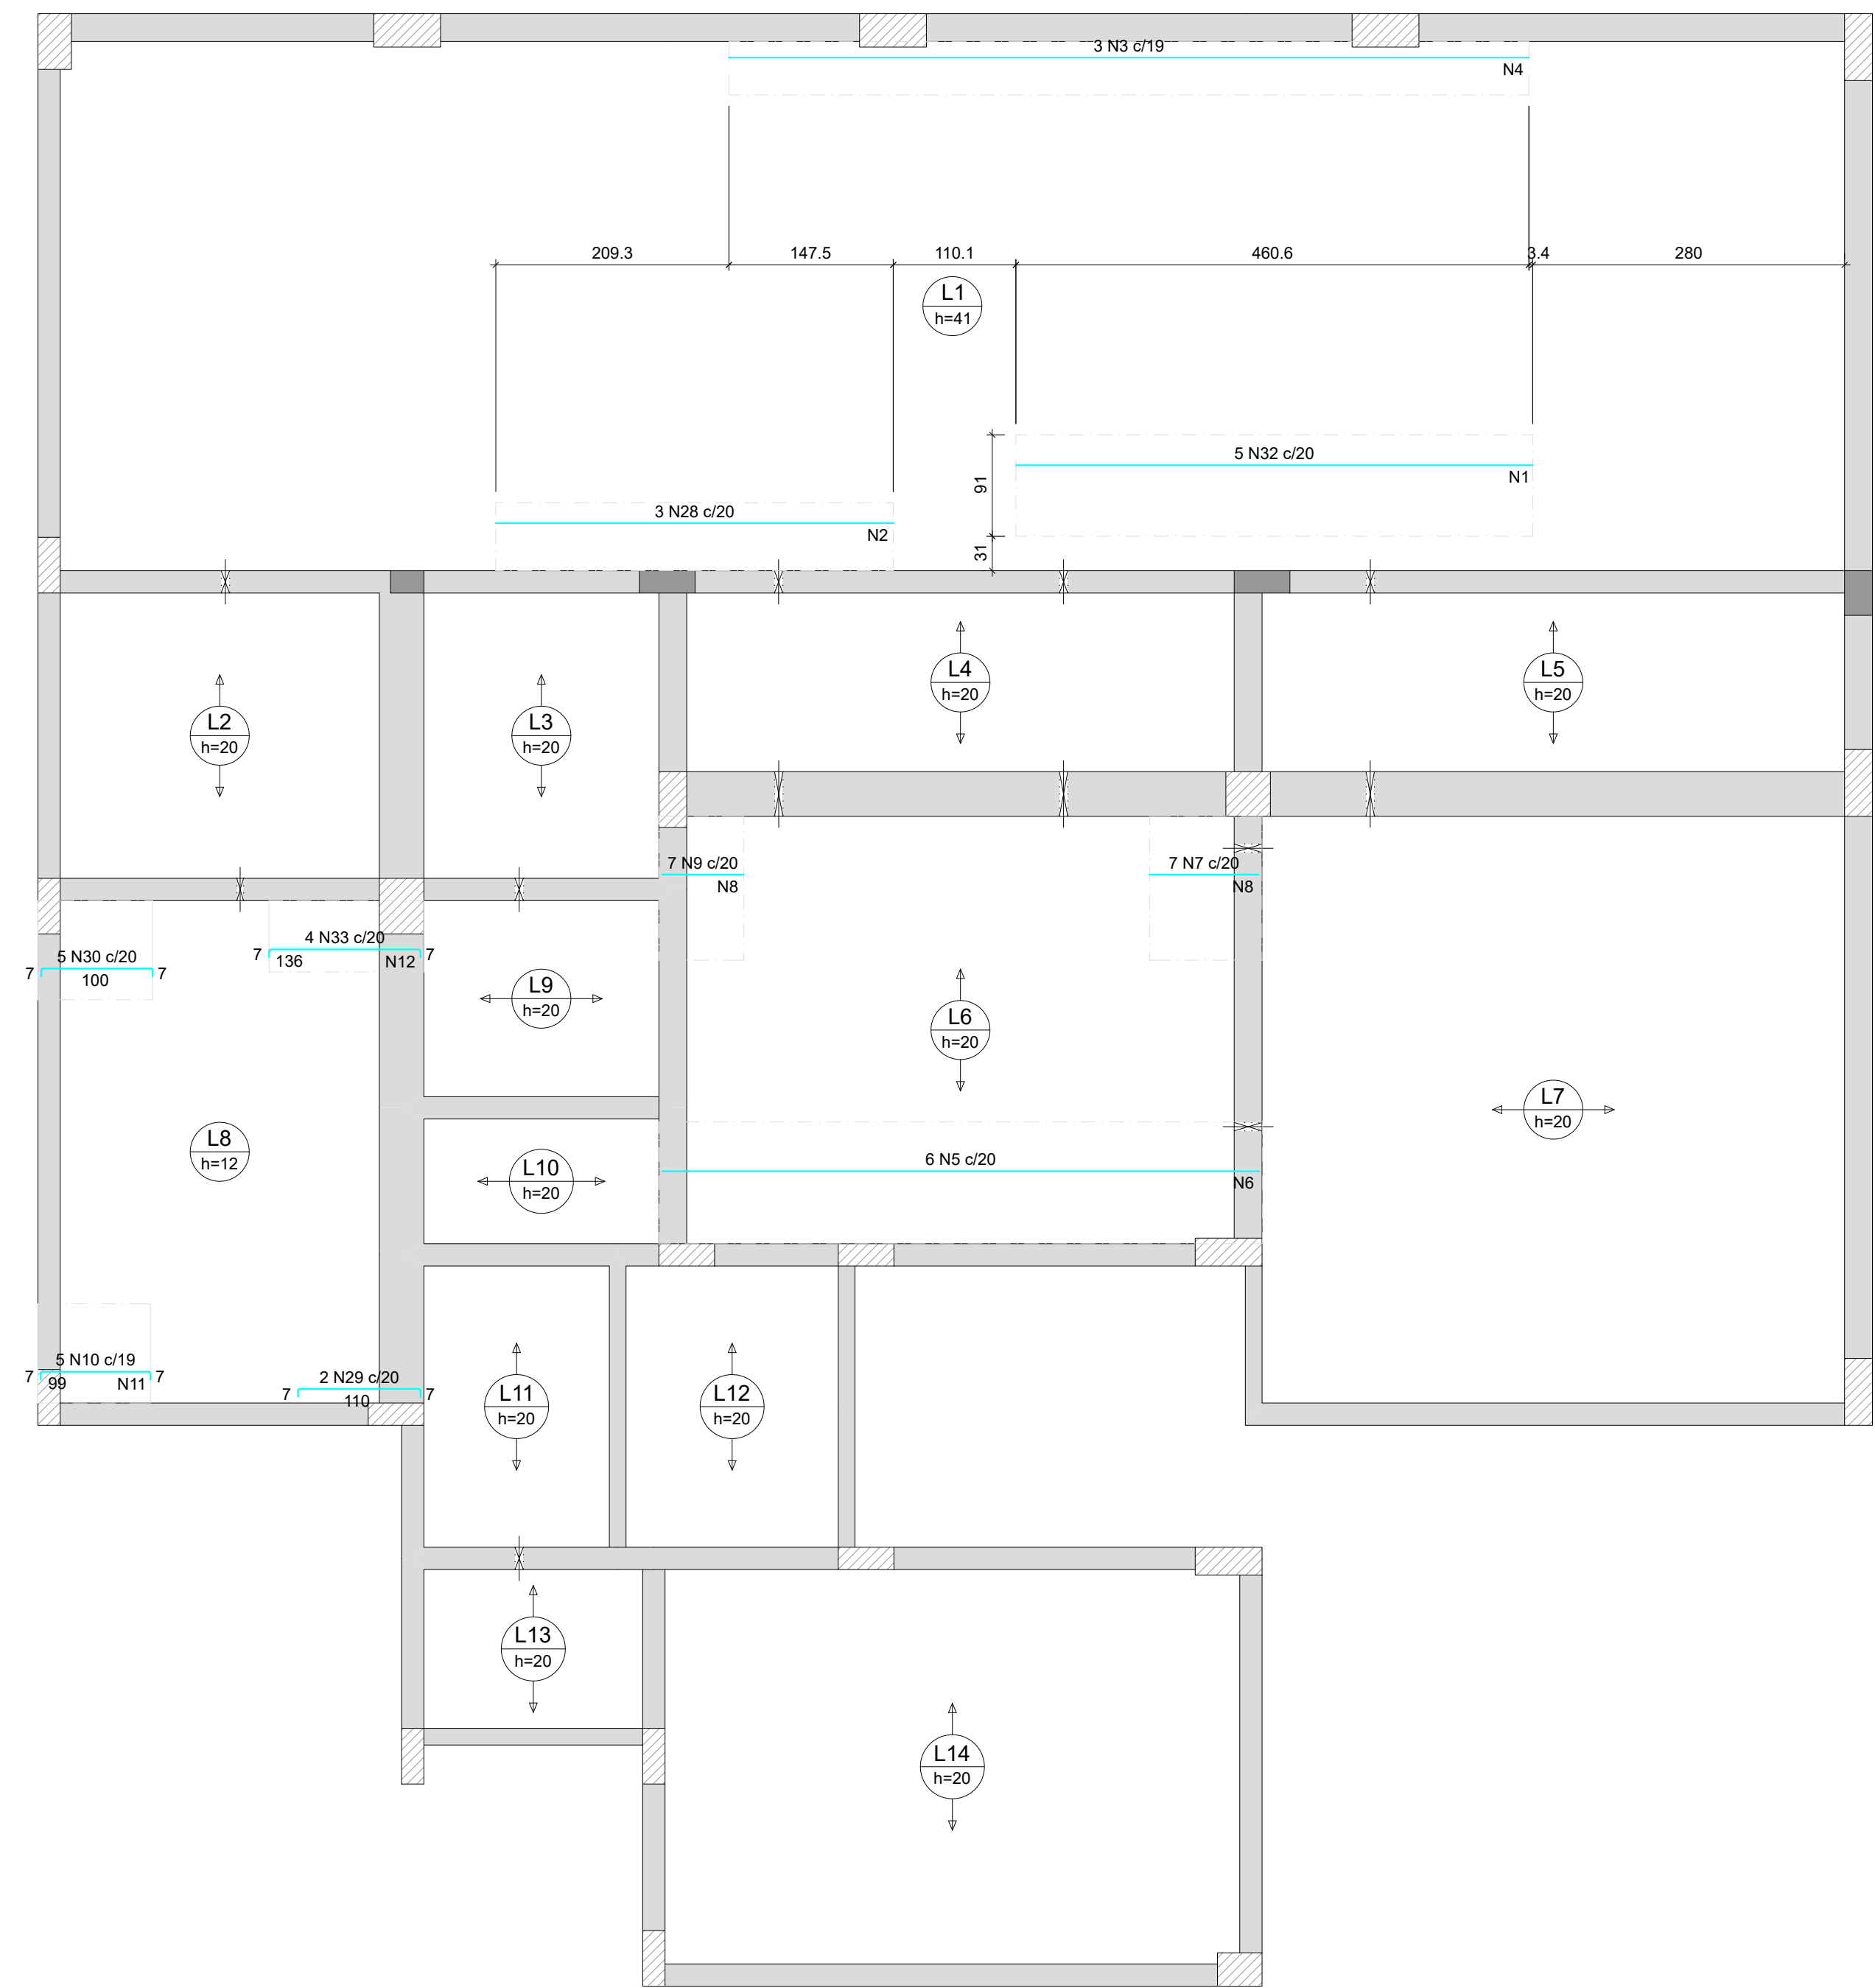 3 N3 c/19
N4
209.3
147.5
110.1
460.6
3.4
280
L1
h=41
91
31
5 N32 c/20
N1
3 N28 c/20
N2
L2
h=20
L3
h=20
L4
h=20
L5
h=20
7 N9 c/20
N8
7 N7 c/20
N8
5 N30 c/20
7
7
100
4 N33 c/20
7
7
136
N12
L9
h=20
L6
h=20
L7
h=20
L8
h=12
L10
h=20
6 N5 c/20
N6
5 N10 c/19
7
7
99
N11
2 N29 c/20
7
7
110
L11
h=20
L12
h=20
L13
h=20
L14
h=20